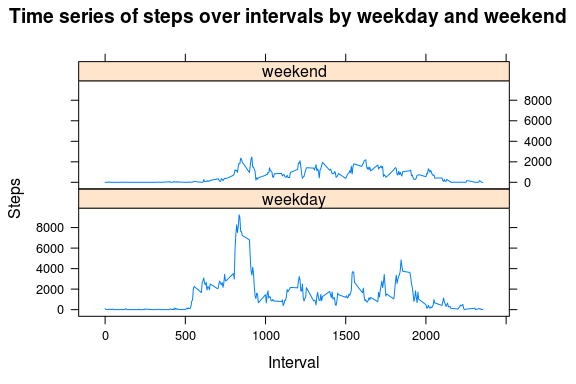 Time series of steps over intervals by weekday and weekend
weekend
8000
6000
4000
2000
0
Steps
weekday
8000
6000
4000
2000
0
0 500 1000 1500 2000
Interval